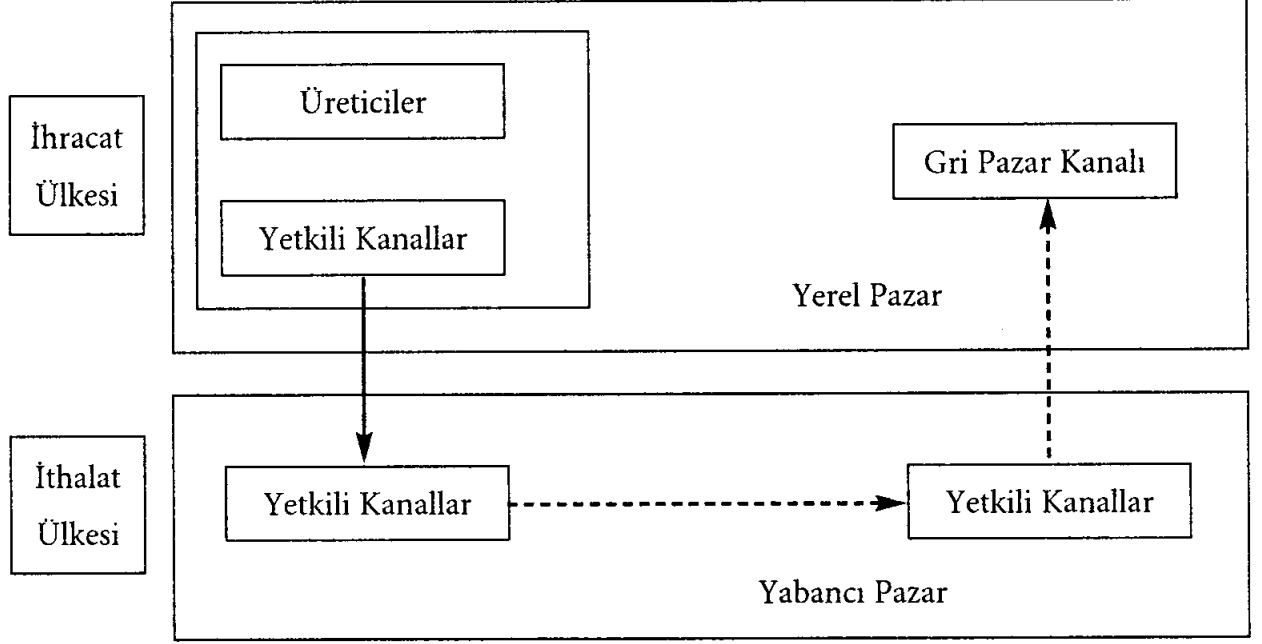 Üreticiler
İhracat
Ülkesi
Gri Pazar Kanalı
Yetkili Kanallar
Yerel Pazar
İthalat
Ülkesi
Yetkili Kanallar
Yetkili Kanallar
Yabancı Pazar